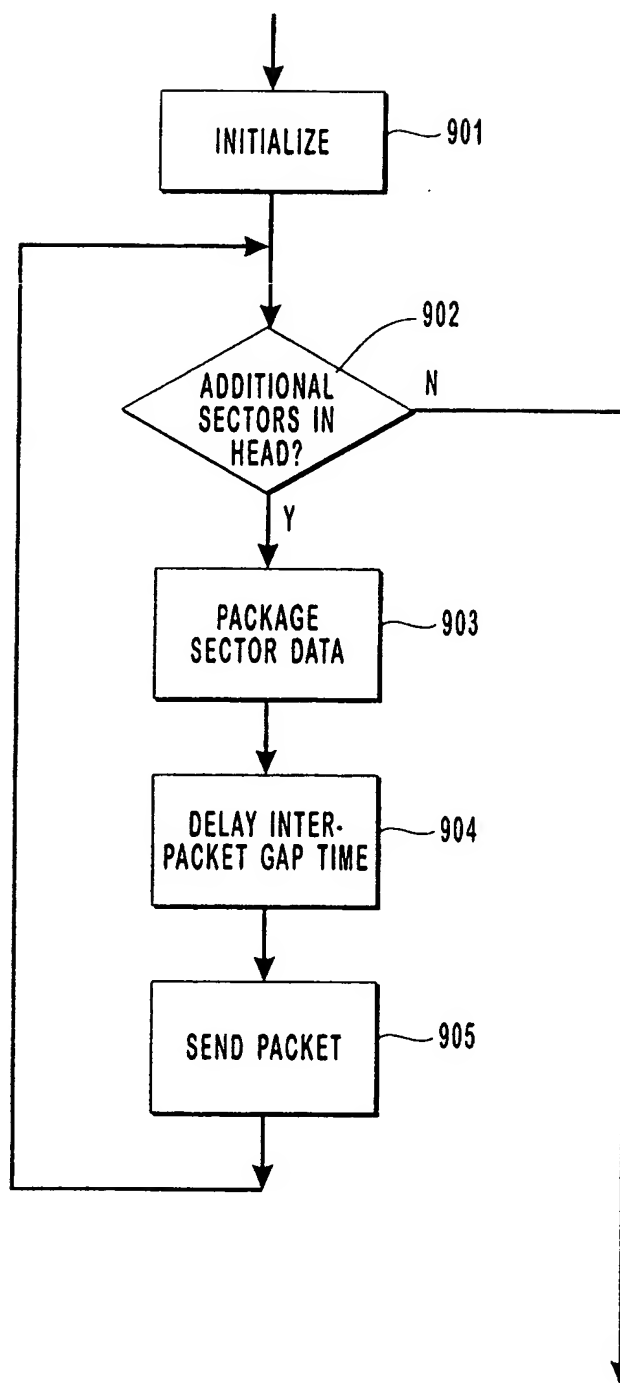 INITIALIZE
901
902
ADDITIONAL
SECTORS IN
HEAD?
N
Y
PACKAGE
SECTOR DATA
903
DELAY INTER-
PACKET GAP TIME
904
SEND PACKET
905